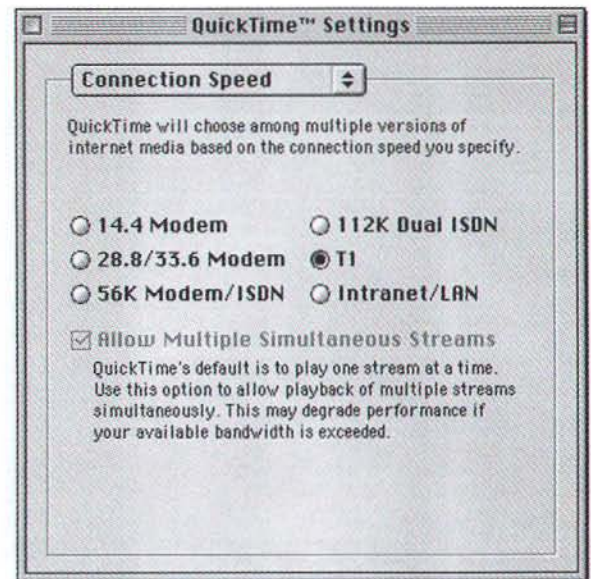 QuickTime™ Settings
Connection Speed
QuickTime will choose among multiple versions of
internet media based on the connection speed you specify.
14.4 Modem
112K Dual ISDN
28.8/33.6 Modem
T1
56K Modem/ISDN
Intranet/LAN
Allow Multiple Simultaneous Streams
QuickTime's default is to play one stream at a time.
Use this option to allow playback of multiple streams
simultaneously. This may degrade performance if
your available bandwidth is exceeded.